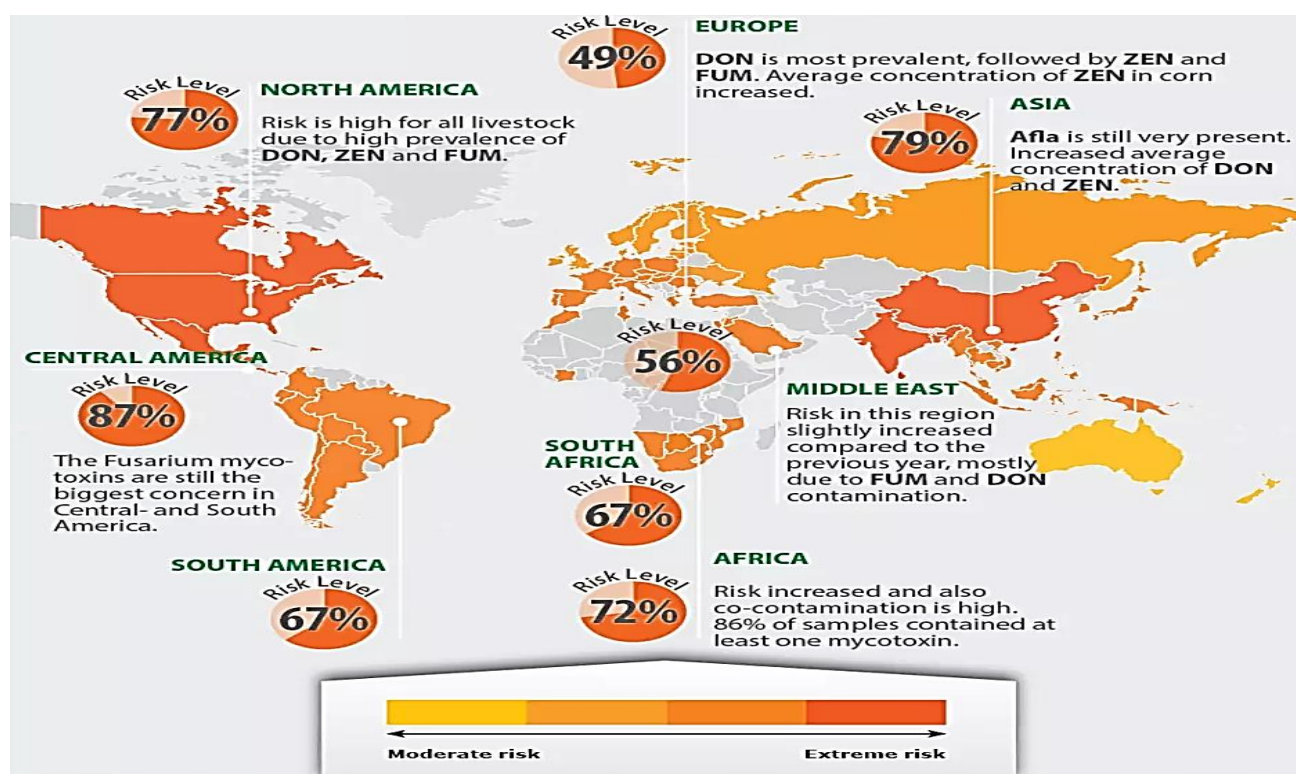 Risk Level
49%
EUROPE
DON is most prevalent, followed by ZEN and
FUM. Average concentration of ZEN in corn
increased.
Risk Level
77%
NORTH AMERICA
Risk is high for all livestock
due to high prevalence of
DON, ZEN and FUM.
Risk Level
79%
ASIA
Afla is still very present.
Increased average
concentration of DON
and ZEN.
CENTRAL AMERICA
Risk Level
87%
The Fusarium myco-
toxins are still the
biggest concern in
Central- and South
America.
Risk Level
56%
MIDDLE EAST
Risk in this region
slightly increased
compared to the
previous year, mostly
due to FUM and DON
contamination.
SOUTH
AFRICA
Risk Level
67%
SOUTH AMERICA
Risk Level
67%
AFRICA
Risk Level
72%
Risk increased and also
co-contamination is high.
86% of samples contained at
least one mycotoxin.
Moderate risk
Extreme risk